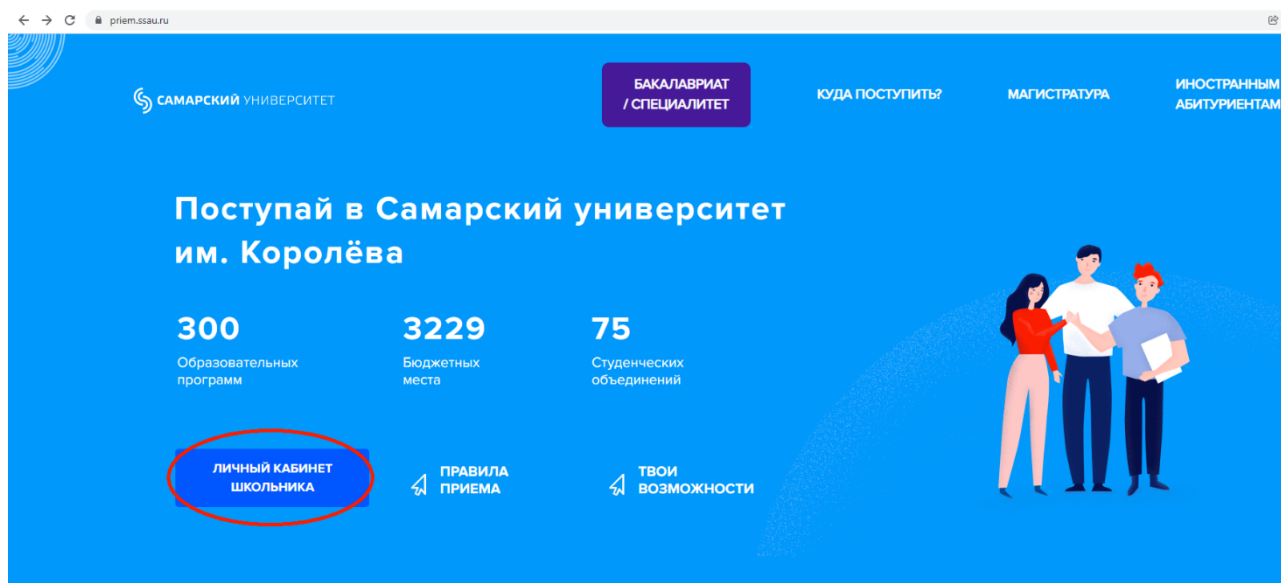 priem.ssau.ru
САМАРСКИЙ УНИВЕРСИТЕТ
БАКАЛАВРИАТ
/ СПЕЦИАЛИТЕТ
КУДА ПОСТУПИТЬ?
МАГИСТРАТУРА
ИНОСТРАННЫМ
АБИТУРИЕНТАМ
Поступай в Самарский университет
им. Королёва
300
Образовательных
программ
3229
Бюджетных
места
75
Студенческих
объединений
ЛИЧНЫЙ КАБИНЕТ
ШКОЛЬНИКА
ПРАВИЛА
ПРИЕМА
ТВОИ
ВОЗМОЖНОСТИ